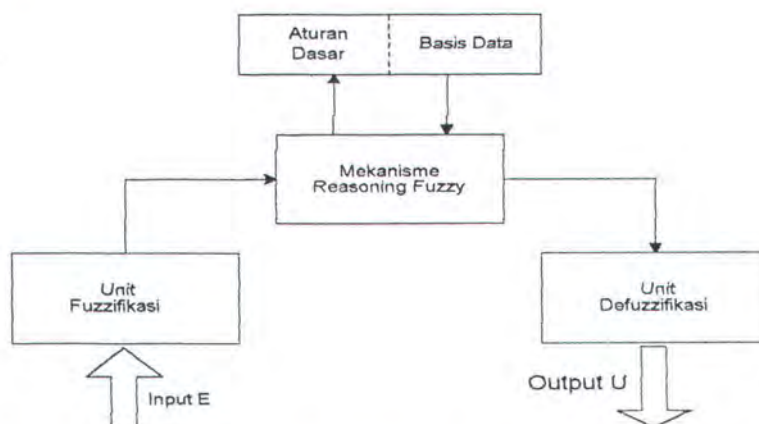 Aturan
Dasar
Basis Data
Mekanisme
Reasoning Fuzzy
Unit
Fuzzifikasi
Unit
Defuzzifikasi
Input E
Output U